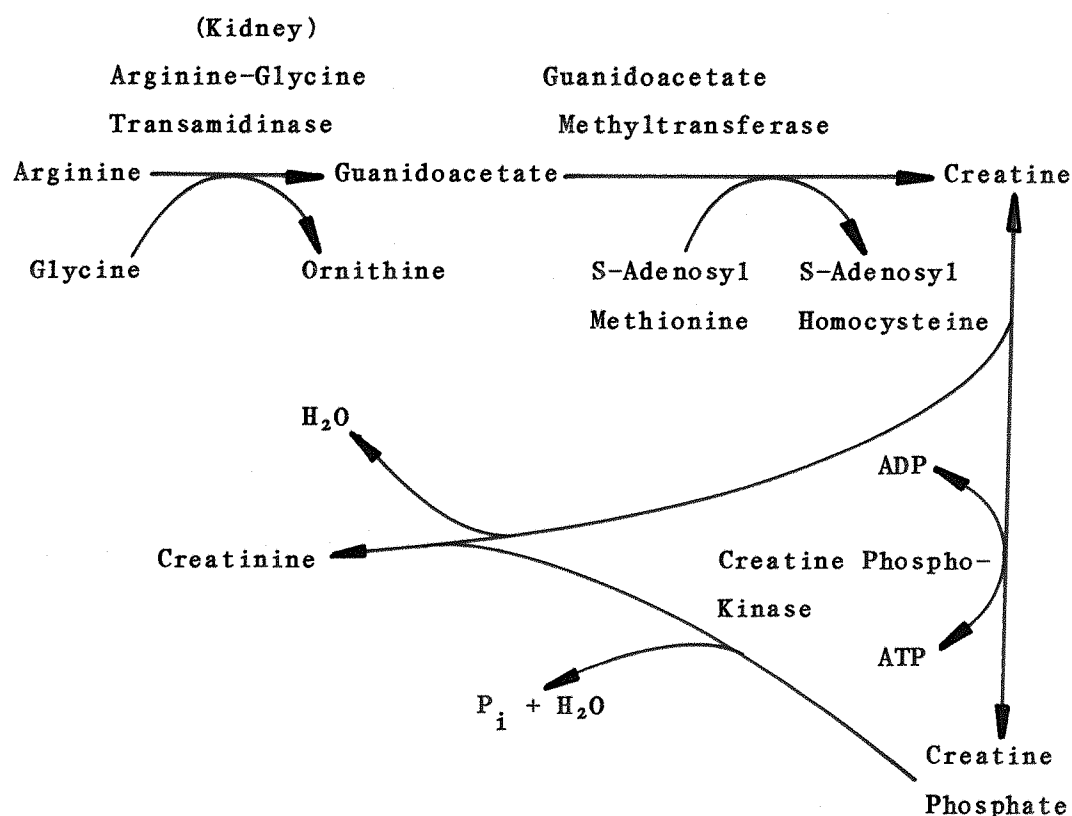 (Kidney)
Arginine-Glycine
Transamidinase
Guanidoacetate
Methyltransferase
Arginine
Guanidoacetate
Creatine
Glycine
Ornithine
S-Adenosyl
Methionine
S-Adenosyl
Homocysteine
H₂O
ADP
Creatinine
Creatine Phospho-
Kinase
ATP
Pᵢ + H₂O
Creatine
Phosphate